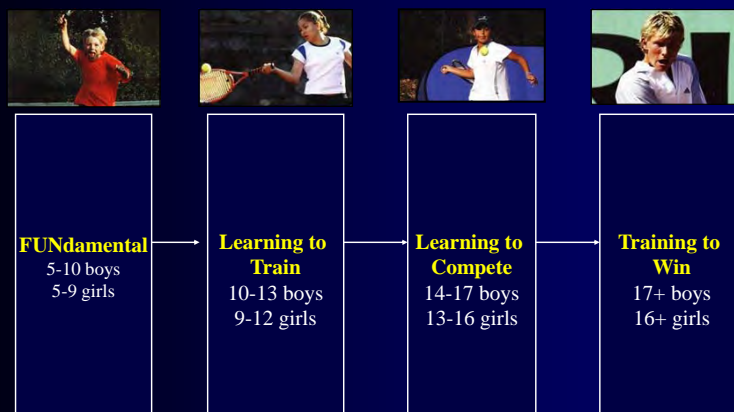 FUNdamental
5-10 boys
5-9 girls
Learning to
Train
10-13 boys
9-12 girls
Learning to
Compete
14-17 boys
13-16 girls
Training to
Win
17+ boys
16+ girls